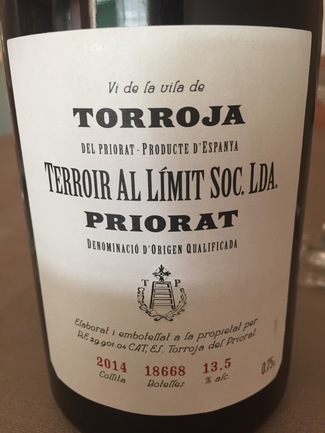 Vi de la vila de
TORROJA
DEL PRIORAT - PRODUCTE D'ESPANYA
TERROIR AL LÍMIT SOC. LDA.
PRIORAT
DENOMINACIÓ D'ORIGEN QUALIFICADA
T P
Elaborat i embotellat a la propietat per
RE 29.901.04 CAT, ES. Torroja del Priorat
2014 18668 13.5
Collita Botelles % alc. 0,75L